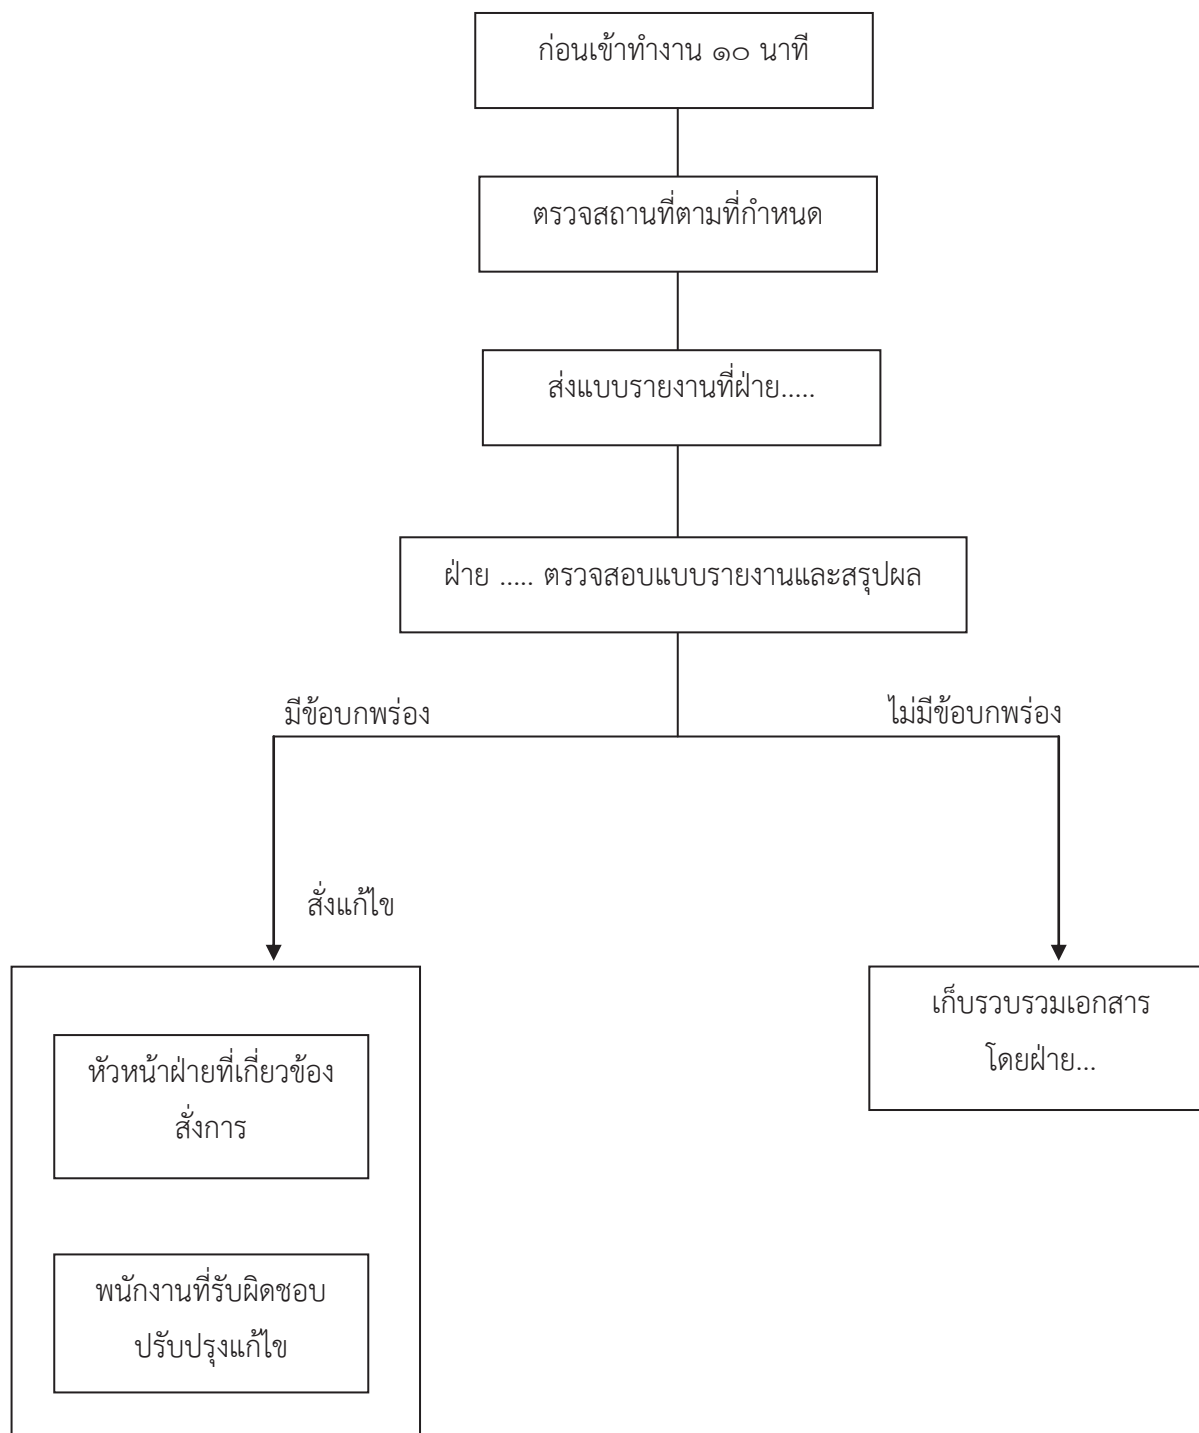 ก่อนเข้าทำงาน ๑๐ นาที
ตรวจสถานที่ตามที่กำหนด
ส่งแบบรายงานที่ฝ่าย.....
ฝ่าย ..... ตรวจสอบแบบรายงานและสรุปผล
มีข้อบกพร่อง
ไม่มีข้อบกพร่อง
สั่งแก้ไข
หัวหน้าฝ่ายที่เกี่ยวข้อง
สั่งการ
พนักงานที่รับผิดชอบ
ปรับปรุงแก้ไข
เก็บรวบรวมเอกสาร
โดยฝ่าย...